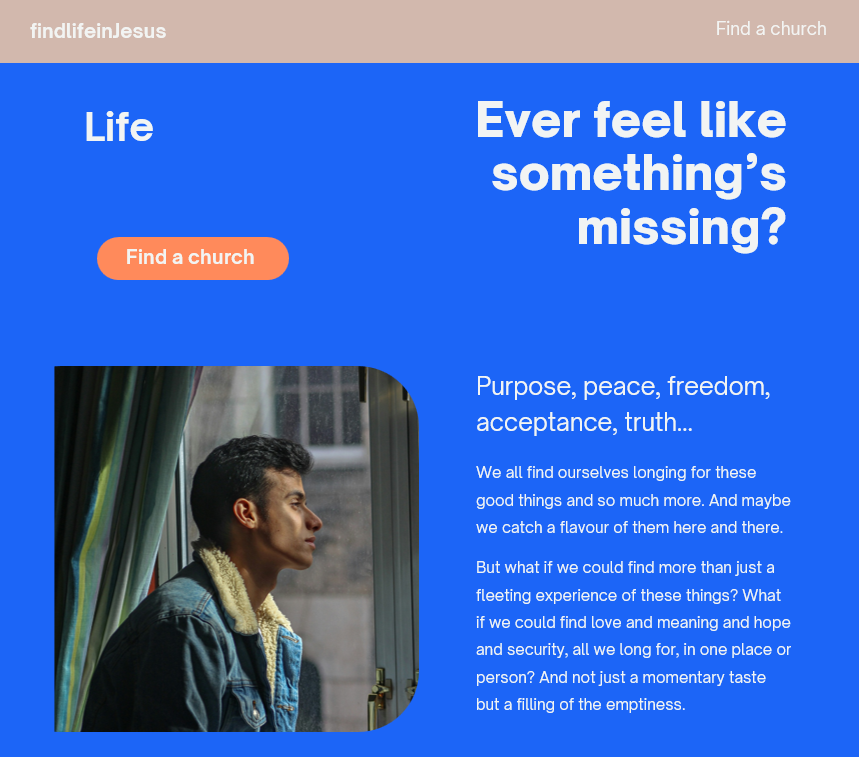 findlifeinJesus
Find a church
Life
Ever feel like
something’s
missing?
Find a church
Purpose, peace, freedom,
acceptance, truth...
We all find ourselves longing for these
good things and so much more. And maybe
we catch a flavour of them here and there.
But what if we could find more than just a
fleeting experience of these things? What
if we could find love and meaning and hope
and security, all we long for, in one place or
person? And not just a momentary taste
but a filling of the emptiness.